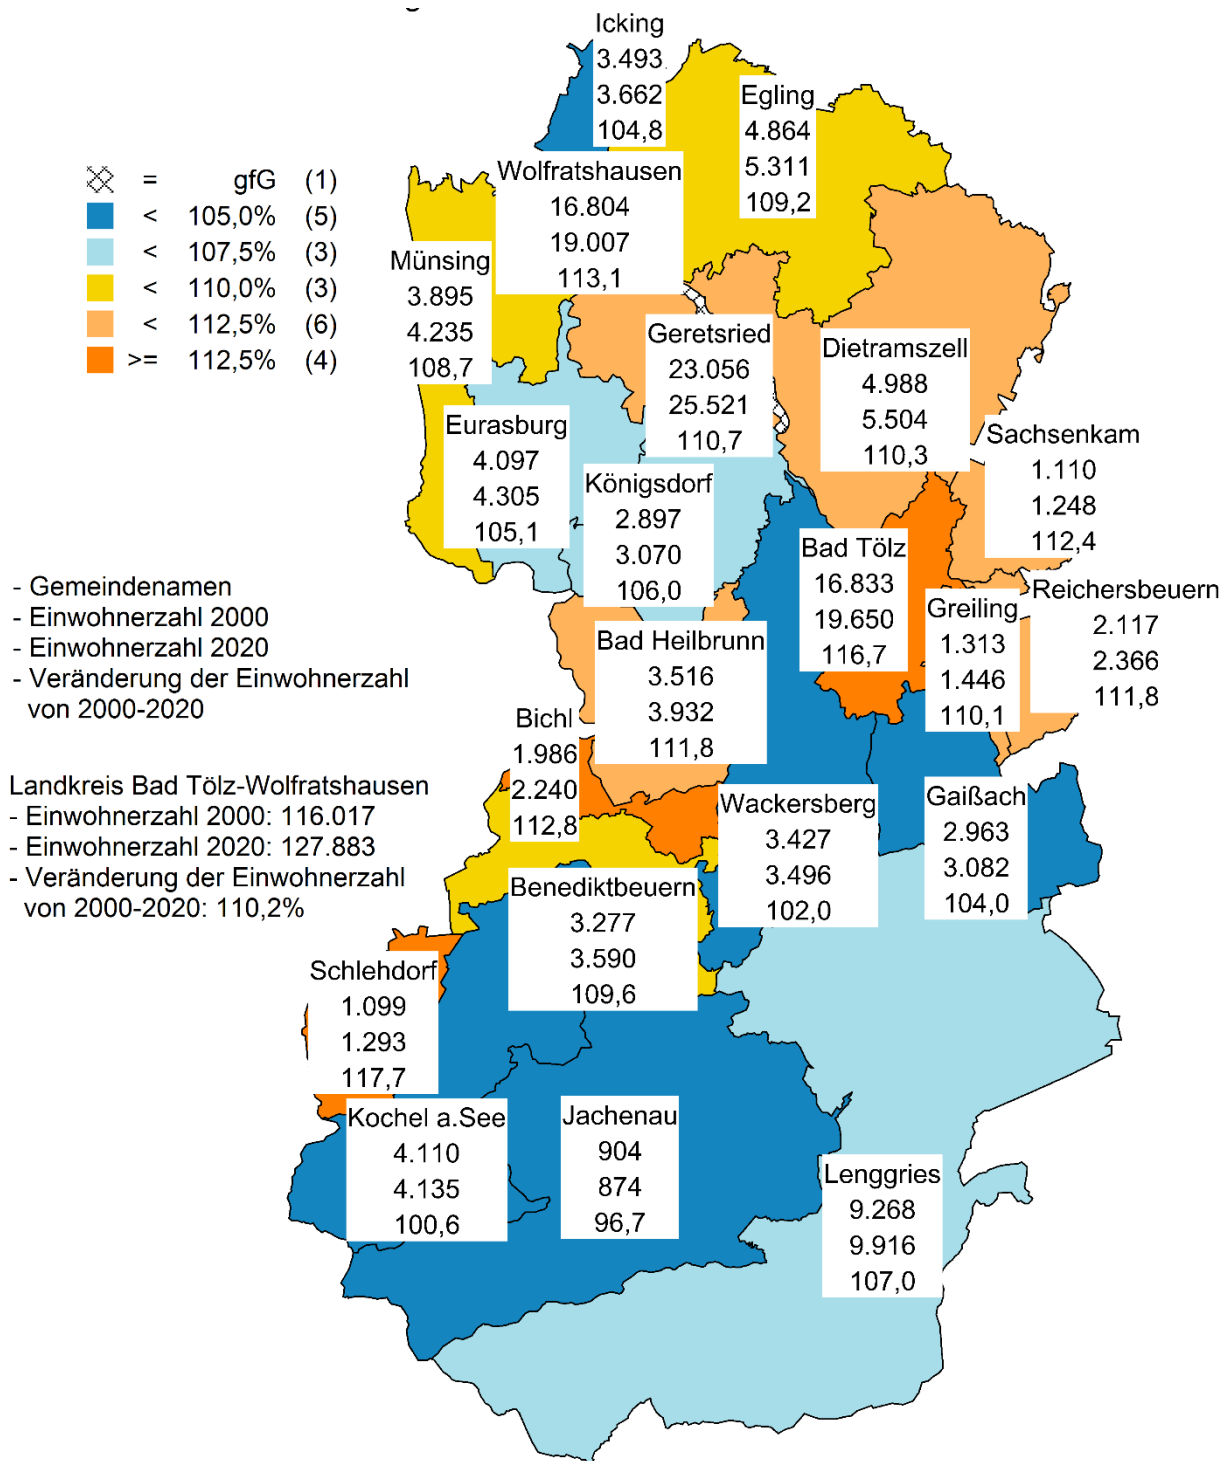 Icking
3.493
3.662
104,8
Egling
4.864
5.311
109,2
= gfG (1)
< 105,0% (5)
< 107,5% (3)
< 110,0% (3)
< 112,5% (6)
>= 112,5% (4)
Wolfratshausen
16.804
19.007
113,1
Münsing
3.895
4.235
108,7
Geretsried
23.056
25.521
110,7
Dietramszell
4.988
5.504
110,3
Eurasburg
4.097
4.305
105,1
Sachsenkam
1.110
1.248
112,4
Königsdorf
2.897
3.070
106,0
Bad Tölz
16.833
19.650
116,7
- Gemeindenamen
- Einwohnerzahl 2000
- Einwohnerzahl 2020
- Veränderung der Einwohnerzahl
von 2000-2020
Reichersbeuern
2.117
2.366
111,8
Greiling
1.313
1.446
110,1
Bad Heilbrunn
3.516
3.932
111,8
Bichl
1.986
2.240
112,8
Landkreis Bad Tölz-Wolfratshausen
- Einwohnerzahl 2000: 116.017
- Einwohnerzahl 2020: 127.883
- Veränderung der Einwohnerzahl
von 2000-2020: 110,2%
Wackersberg
3.427
3.496
102,0
Gaißach
2.963
3.082
104,0
Benediktbeuern
3.277
3.590
109,6
Schlehdorf
1.099
1.293
117,7
Kochel a.See
4.110
4.135
100,6
Jachenau
904
874
96,7
Lenggries
9.268
9.916
107,0